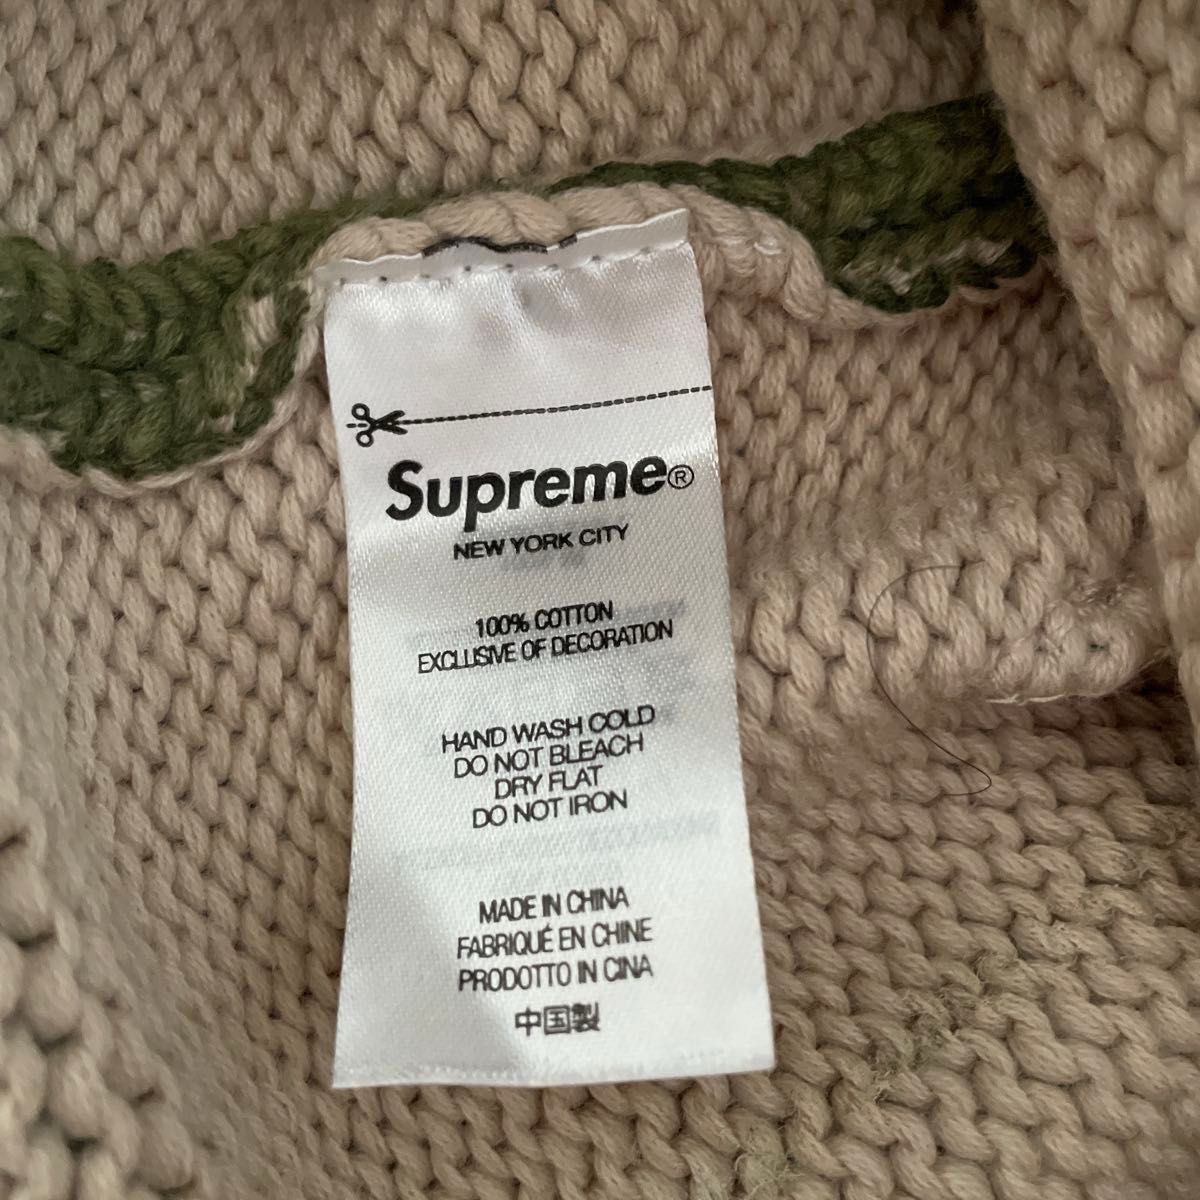 Supreme®
NEW YORK CITY
100% COTTON
EXCLUSIVE OF DECORATION
HAND WASH COLD
DO NOT BLEACH
DRY FLAT
DO NOT IRON
MADE IN CHINA
FABRIQUÉ EN CHINE
PRODOTTO IN CINA
中国製